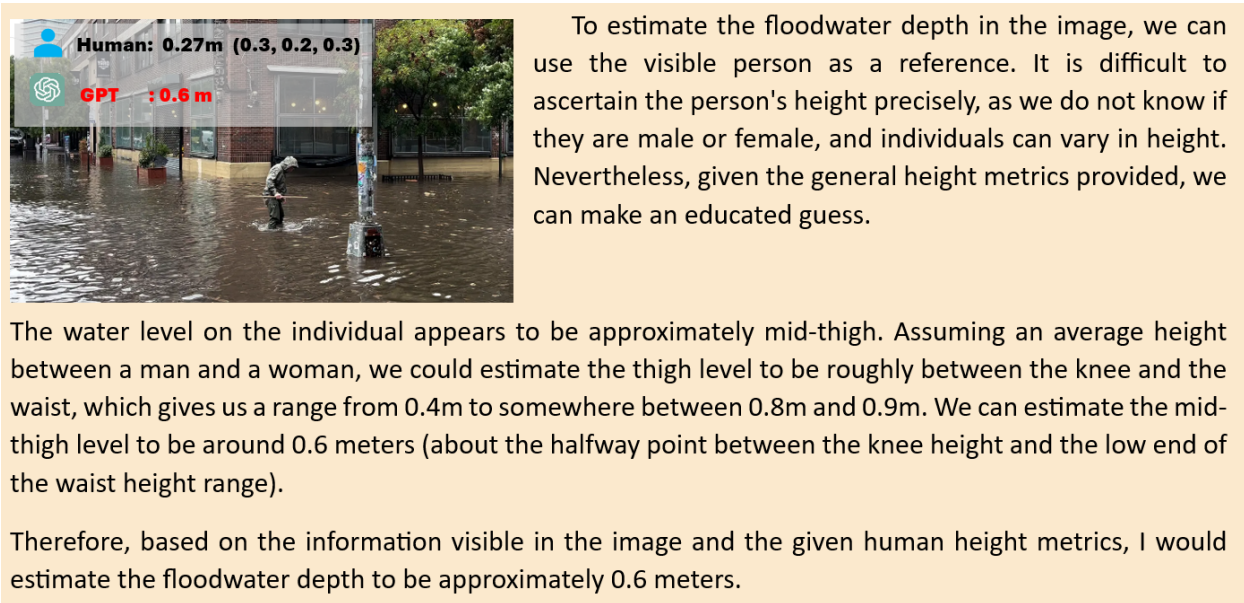 Human: 0.27m (0.3, 0.2, 0.3)
GPT : 0.6 m
To estimate the floodwater depth in the image, we can
use the visible person as a reference. It is difficult to
ascertain the person's height precisely, as we do not know if
they are male or female, and individuals can vary in height.
Nevertheless, given the general height metrics provided, we
can make an educated guess.
The water level on the individual appears to be approximately mid-thigh. Assuming an average height
between a man and a woman, we could estimate the thigh level to be roughly between the knee and the
waist, which gives us a range from 0.4m to somewhere between 0.8m and 0.9m. We can estimate the mid-
thigh level to be around 0.6 meters (about the halfway point between the knee height and the low end of
the waist height range).
Therefore, based on the information visible in the image and the given human height metrics, I would
estimate the floodwater depth to be approximately 0.6 meters.